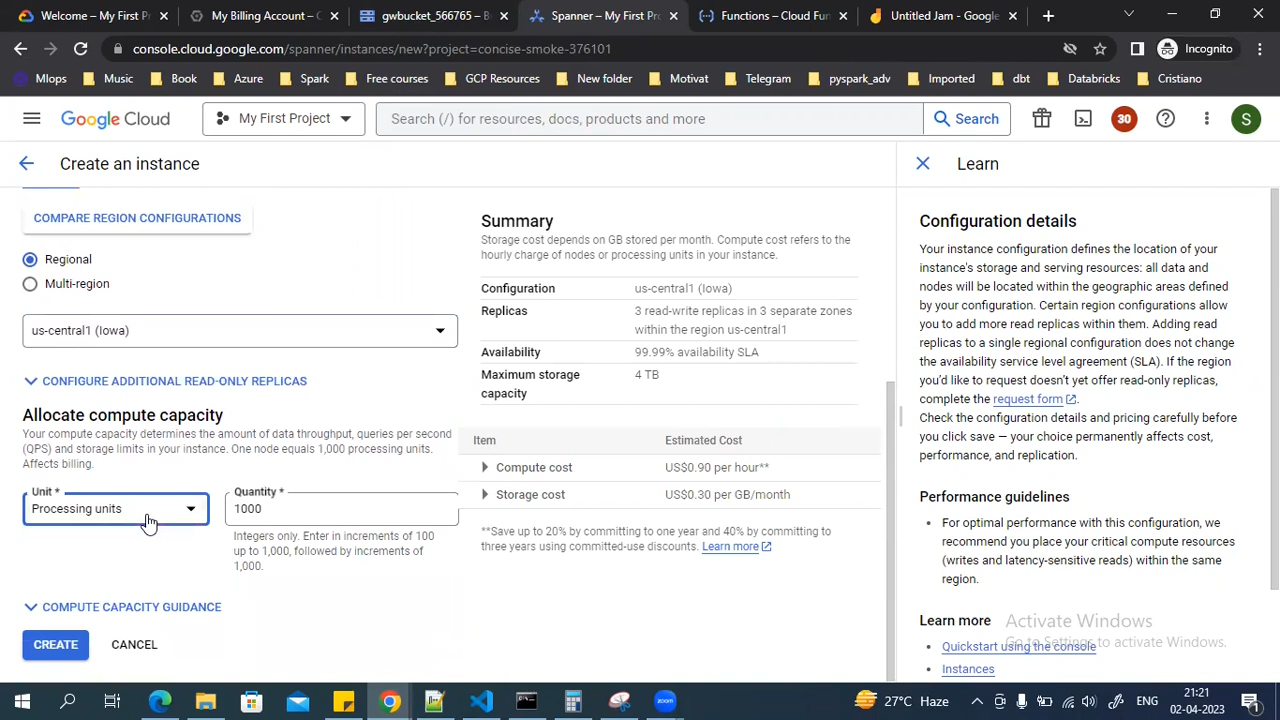 Welcome – My First P
My Billing Account – C
gwbucket_5665 – B
Spanner – My First Pr
Functions – Cloud Fun
Untitled Jam – Google
console.cloud.google.com/spanner/instances/new?project=concise-smoke-376101
Incognito
Mlops
Music
Book
Azure
Spark
Free courses
GCP Resources
New folder
Motivat
Telegram
pyspark_adv
Imported
dbt
Databricks
Cristiano
Google Cloud
My First Project
Search (/) for resources, docs, products and more
Search
30
S
Create an instance
COMPARE REGION CONFIGURATIONS
Regional
Multi-region
us-central1 (Iowa)
CONFIGURE ADDITIONAL READ-ONLY REPLICAS
Allocate compute capacity
Your compute capacity determines the amount of data throughput, queries per second
(QPS) and storage limits in your instance. One node equals 1,000 processing units.
Affects billing.
Unit *
Processing units
Quantity *
1000
Integers only. Enter in increments of 100
up to 1,000, followed by increments of
1,000.
COMPUTE CAPACITY GUIDANCE
CREATE
CANCEL
Summary
Storage cost depends on GB stored per month. Compute cost refers to the
hourly charge of nodes or processing units in your instance.
Configuration us-central1 (Iowa)
Replicas 3 read-write replicas in 3 separate zones
within the region us-central1
Availability 99.99% availability SLA
Maximum storage 4 TB
capacity
Item Estimated Cost
Compute cost US$0.90 per hour**
Storage cost US$0.30 per GB/month
**Save up to 20% by committing to one year and 40% by committing to
three years using committed-use discounts. Learn more
Learn
Configuration details
Your instance configuration defines the location of your
instance's storage and serving resources: all data and
nodes will be located within the geographic areas defined
by your configuration. Certain region configurations allow
you to add more read replicas within them. Adding read
replicas to a single regional configuration does not change
the availability service level agreement (SLA). If the region
you'd like to request doesn't yet offer read-only replicas,
complete the request form.
Check the configuration details and pricing carefully before
you click save — your choice permanently affects cost,
performance, and replication.
Performance guidelines
• For optimal performance with this configuration, we
recommend you place your critical compute resources
(writes and latency-sensitive reads) within the same
region.
Learn more
• Quickstart using the console
• Instances
Activate Windows
Go to Settings to activate Windows.
27°C Haze
ENG
21:21
02-04-2023
1
zoom